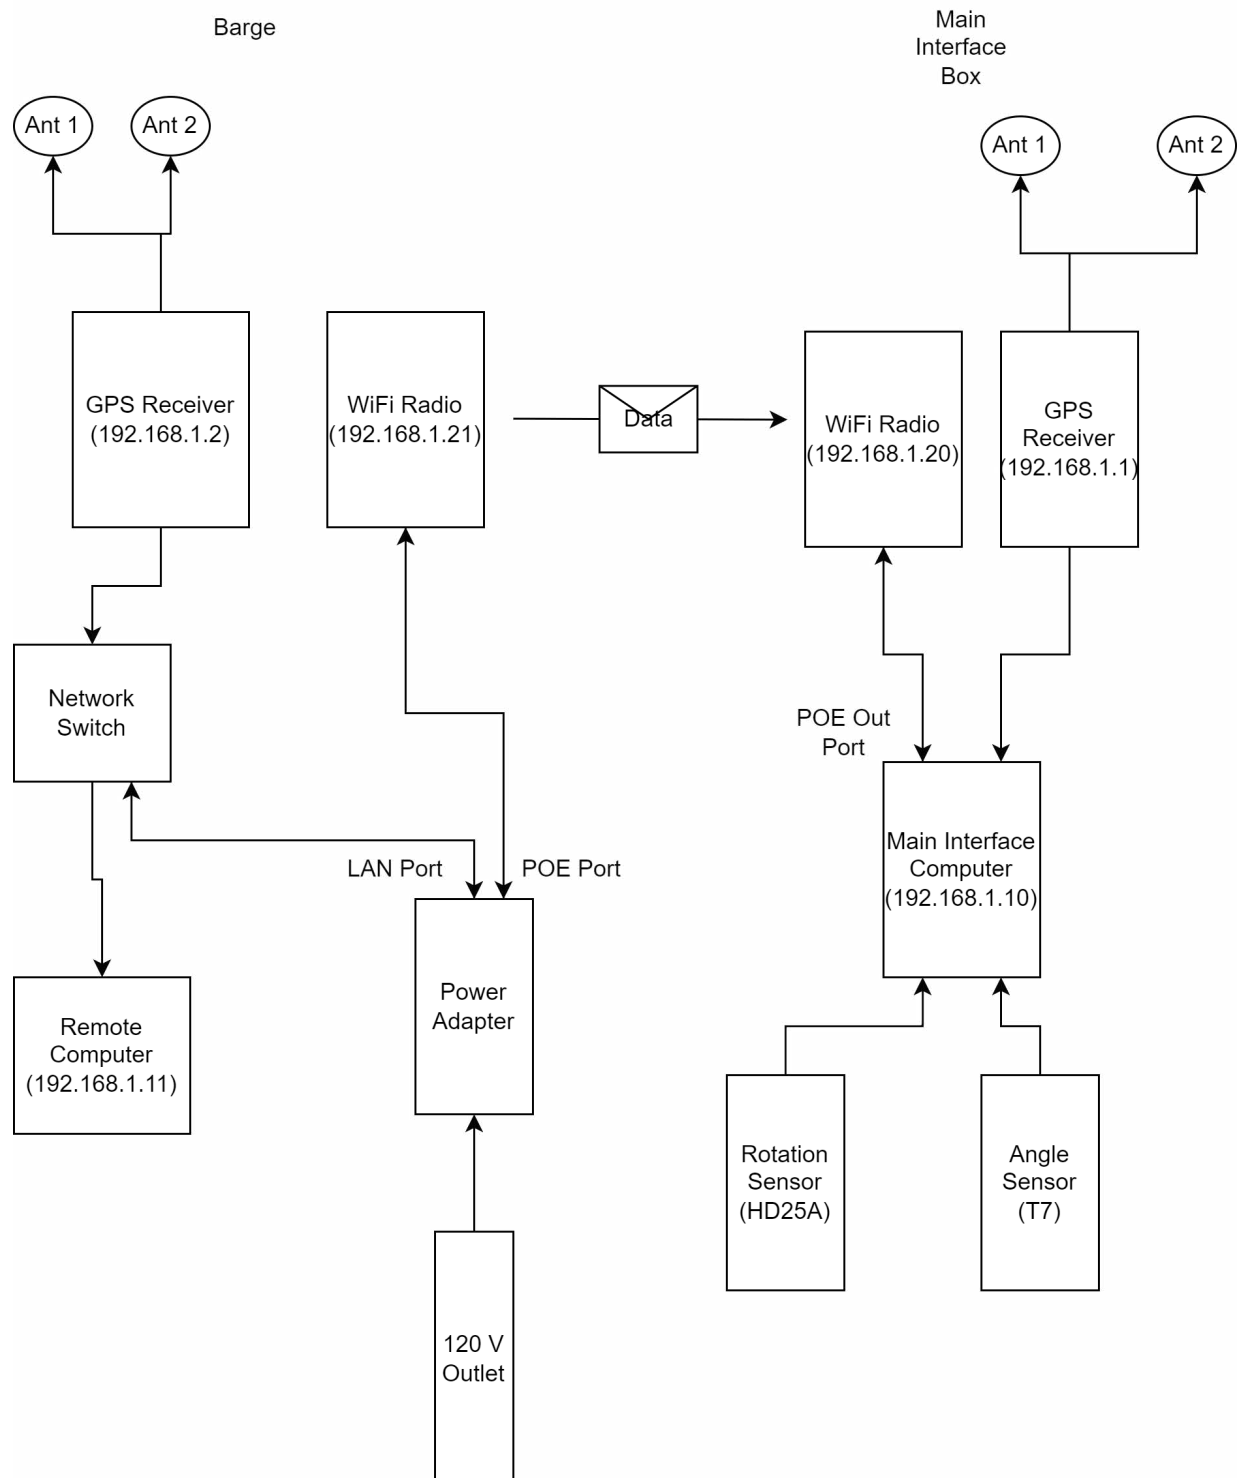 Barge
Main
Interface
Box
Ant 1
Ant 2
Ant 1
Ant 2
GPS Receiver
(192.168.1.2)
WiFi Radio
(192.168.1.21)
Data
WiFi Radio
(192.168.1.20)
GPS
Receiver
(192.168.1.1)
Network
Switch
POE Out
Port
LAN Port
POE Port
Main Interface
Computer
(192.168.1.10)
Power
Adapter
Remote
Computer
(192.168.1.11)
Rotation
Sensor
(HD25A)
Angle
Sensor
(T7)
120 V
Outlet